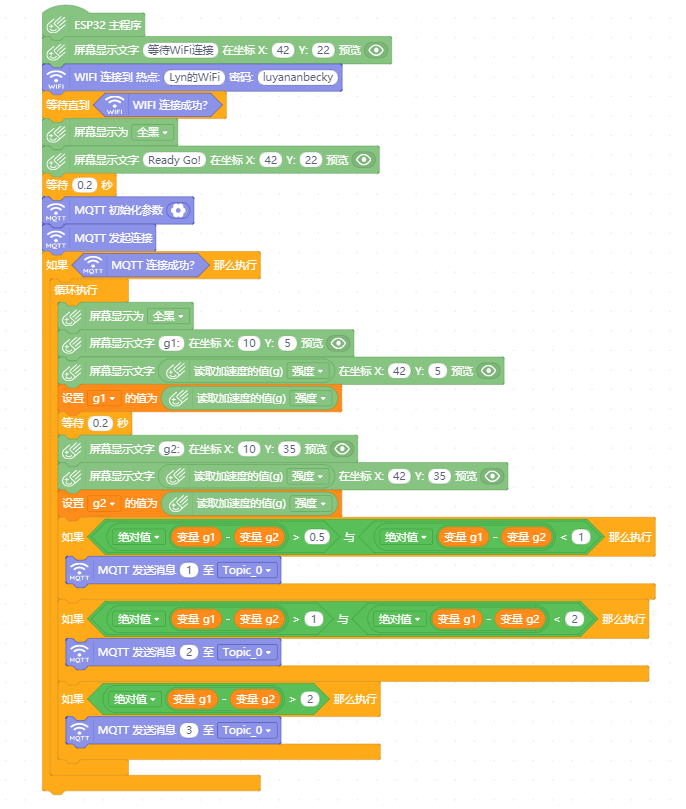 ESP32 主程序
屏幕显示文字 等待WiFi连接 在坐标 X: 42 Y: 22 预览
WIFI WIFI 连接到 热点: Lyn的WiFi 密码: luyananbecky
等待直到 WIFI WIFI 连接成功?
屏幕显示为 全黑
屏幕显示文字 Ready Go! 在坐标 X: 42 Y: 22 预览
等待 0.2 秒
MQTT MQTT 初始化参数
MQTT MQTT 发起连接
如果 MQTT MQTT 连接成功? 那么执行
循环执行
屏幕显示为 全黑
屏幕显示文字 g1: 在坐标 X: 10 Y: 5 预览
屏幕显示文字 读取加速度的值(g) 强度 在坐标 X: 42 Y: 5 预览
设置 g1 的值为 读取加速度的值(g) 强度
等待 0.2 秒
屏幕显示文字 g2: 在坐标 X: 10 Y: 35 预览
屏幕显示文字 读取加速度的值(g) 强度 在坐标 X: 42 Y: 35 预览
设置 g2 的值为 读取加速度的值(g) 强度
如果 绝对值 变量 g1 - 变量 g2 > 0.5 与 绝对值 变量 g1 - 变量 g2 < 1 那么执行
MQTT MQTT 发送消息 1 至 Topic_0
如果 绝对值 变量 g1 - 变量 g2 > 1 与 绝对值 变量 g1 - 变量 g2 < 2 那么执行
MQTT MQTT 发送消息 2 至 Topic_0
如果 绝对值 变量 g1 - 变量 g2 > 2 那么执行
MQTT MQTT 发送消息 3 至 Topic_0